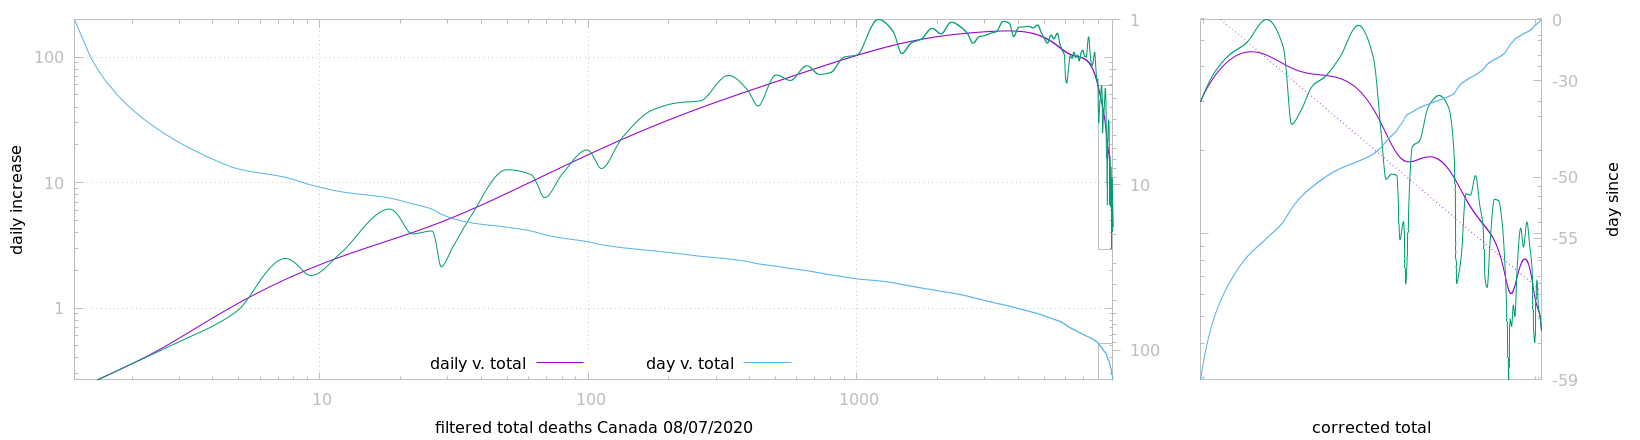 100
10
1
daily increase
10
100
1000
filtered total deaths Canada 08/07/2020
daily v. total
day v. total
1
10
100
0
-30
-50
-55
-59
day since
corrected total